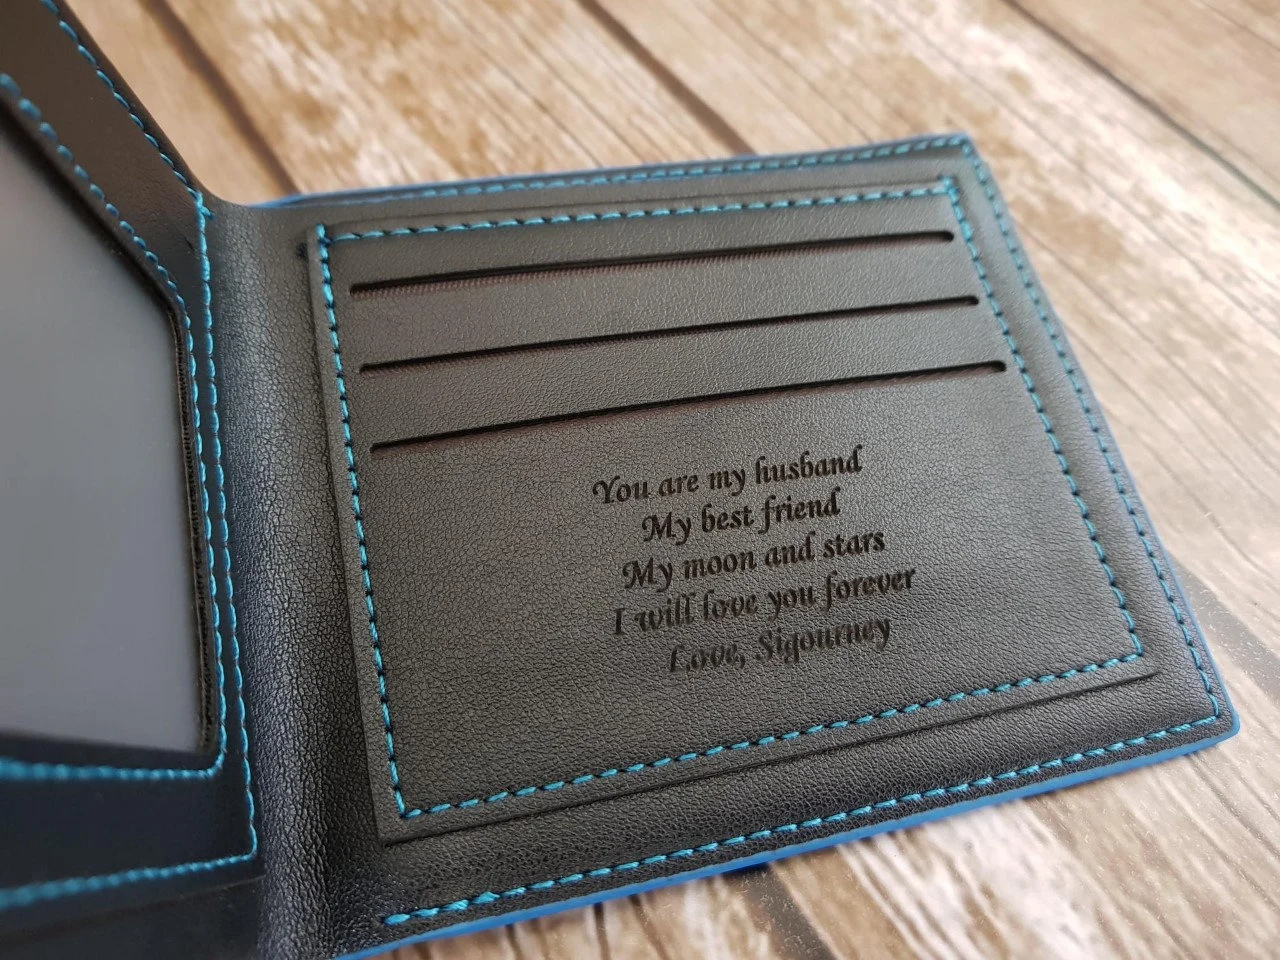 You are my husband
My best friend
My moon and stars
I will love you forever
Love, Sigourney